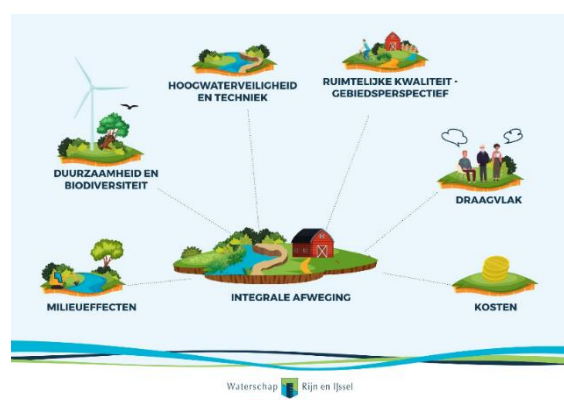 HOOGWATERVEILIGHEID
EN TECHNIEK
RUIMTELIJKE KWALITEIT -
GEBIEDSPERSPECTIEF
DUURZAAMHEID EN
BIODIVERSITEIT
DRAAGVLAK
MILIEUEFFECTEN
INTEGRALE AFWEGING
KOSTEN
Waterschap Rijn en IJssel